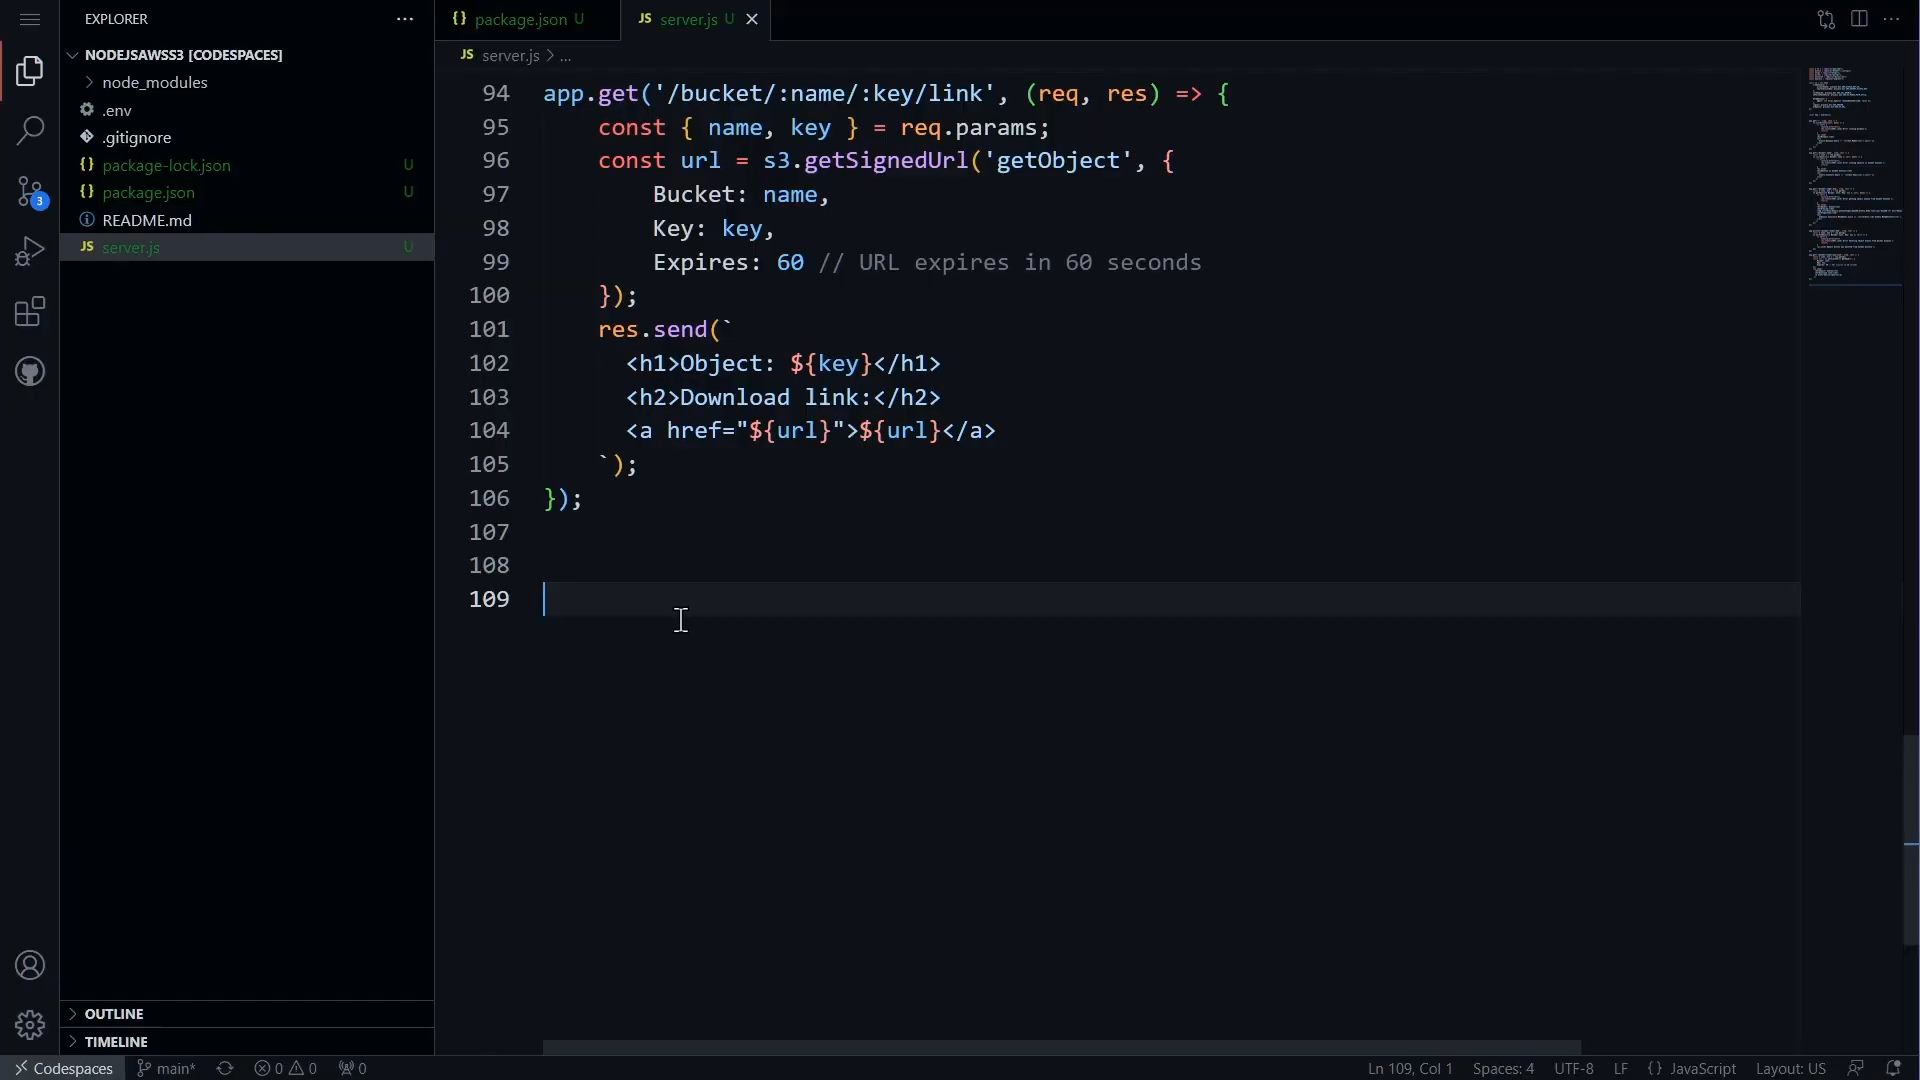 EXPLORER
NODEJSAWSS3 [CODESPACES]
node_modules
.env
.gitignore
package-lock.json U
package.json U
README.md
JS server.js U
OUTLINE
TIMELINE
{} package.json U
JS server.js U
JS server.js > ...
94 app.get('/bucket/:name/:key/link', (req, res) => {
95 const { name, key } = req.params;
96 const url = s3.getSignedUrl('getObject', {
97 Bucket: name,
98 Key: key,
99 Expires: 60 // URL expires in 60 seconds
100 });
101 res.send(`
102 <h1>Object: ${key}</h1>
103 <h2>Download link:</h2>
104 <a href="${url}">${url}</a>
105 `);
106 });
107
108
109
3
Codespaces main* 0 0 0
Ln 109, Col 1 Spaces: 4 UTF-8 LF {} JavaScript Layout: US